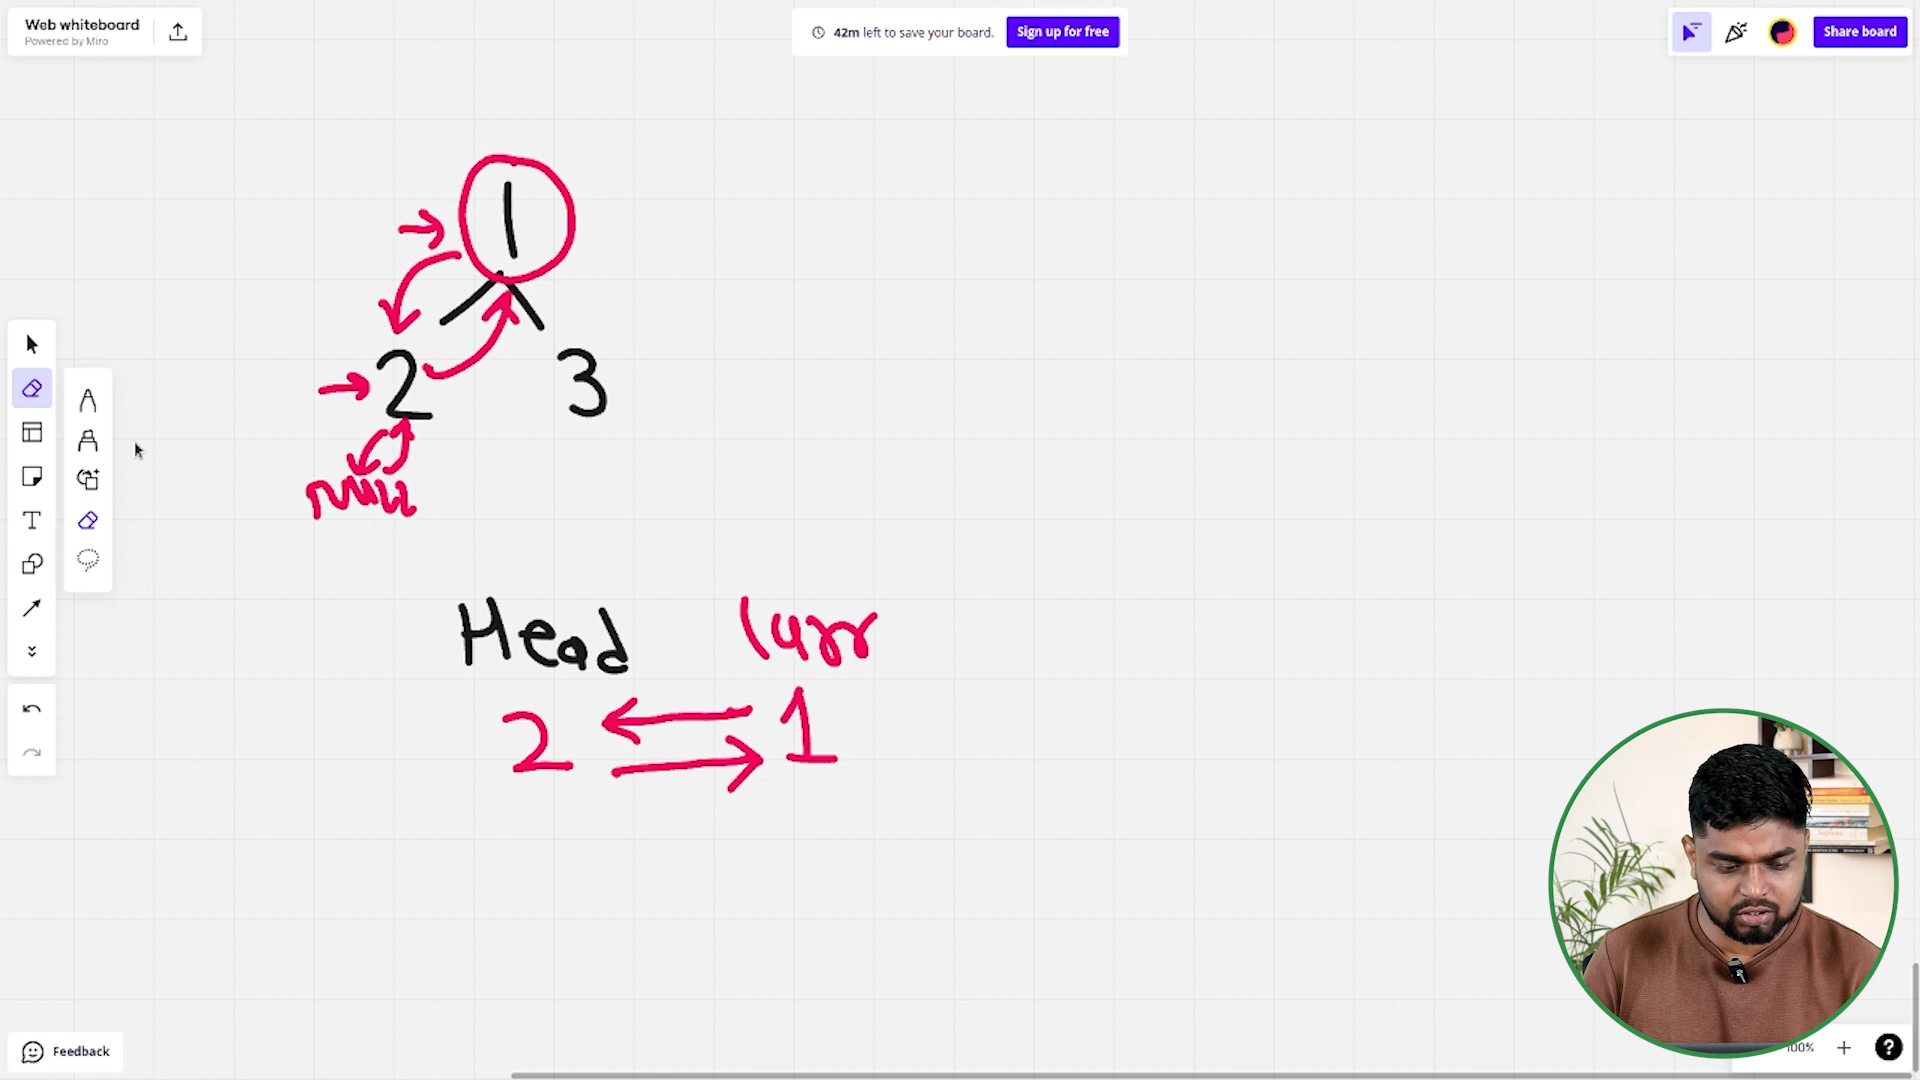 Web whiteboard
Powered by Miro
42m left to save your board.
Sign up for free
Share board
1
2 3
null
Head Curr
2 1
T
Feedback
100%
?